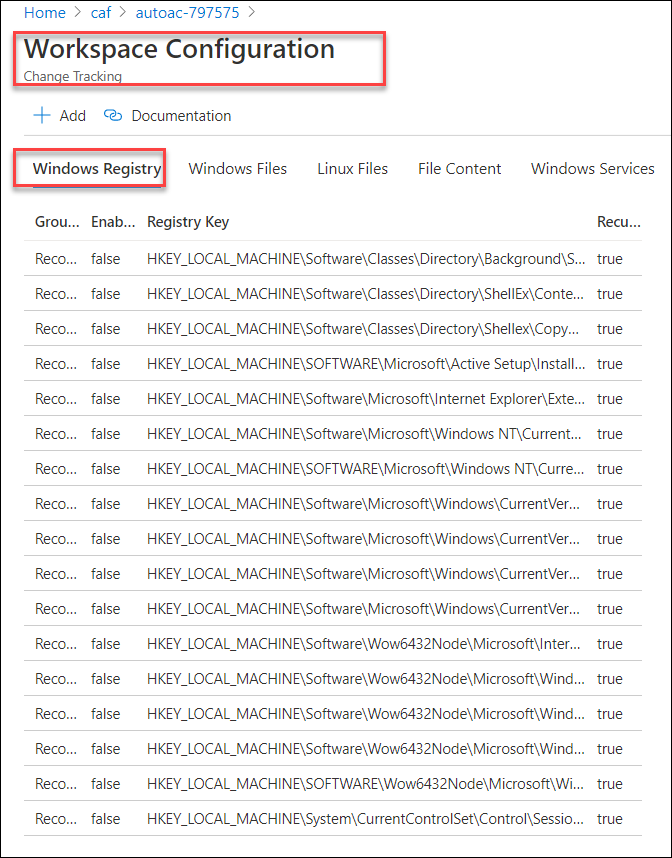 Home > caf > autoac-797575 >
Workspace Configuration
Change Tracking
+ Add Documentation
Windows Registry Windows Files Linux Files File Content Windows Services
Grou... Enab... Registry Key Recu...
Reco... false HKEY_LOCAL_MACHINE\Software\Classes\Directory\Background\S... true
Reco... false HKEY_LOCAL_MACHINE\Software\Classes\Directory\ShellEx\Conte... true
Reco... false HKEY_LOCAL_MACHINE\Software\Classes\Directory\Shellex\Copy... true
Reco... false HKEY_LOCAL_MACHINE\SOFTWARE\Microsoft\Active Setup\Install... true
Reco... false HKEY_LOCAL_MACHINE\Software\Microsoft\Internet Explorer\Exte... true
Reco... false HKEY_LOCAL_MACHINE\Software\Microsoft\Windows NT\Current... true
Reco... false HKEY_LOCAL_MACHINE\SOFTWARE\Microsoft\Windows NT\Curre... true
Reco... false HKEY_LOCAL_MACHINE\Software\Microsoft\Windows\CurrentVer... true
Reco... false HKEY_LOCAL_MACHINE\Software\Microsoft\Windows\CurrentVer... true
Reco... false HKEY_LOCAL_MACHINE\Software\Microsoft\Windows\CurrentVer... true
Reco... false HKEY_LOCAL_MACHINE\Software\Microsoft\Windows\CurrentVer... true
Reco... false HKEY_LOCAL_MACHINE\Software\Wow6432Node\Microsoft\Inter... true
Reco... false HKEY_LOCAL_MACHINE\Software\Wow6432Node\Microsoft\Wind... true
Reco... false HKEY_LOCAL_MACHINE\Software\Wow6432Node\Microsoft\Wind... true
Reco... false HKEY_LOCAL_MACHINE\Software\Wow6432Node\Microsoft\Wind... true
Reco... false HKEY_LOCAL_MACHINE\SOFTWARE\Wow6432Node\Microsoft\Wi... true
Reco... false HKEY_LOCAL_MACHINE\System\CurrentControlSet\Control\Sessio... true